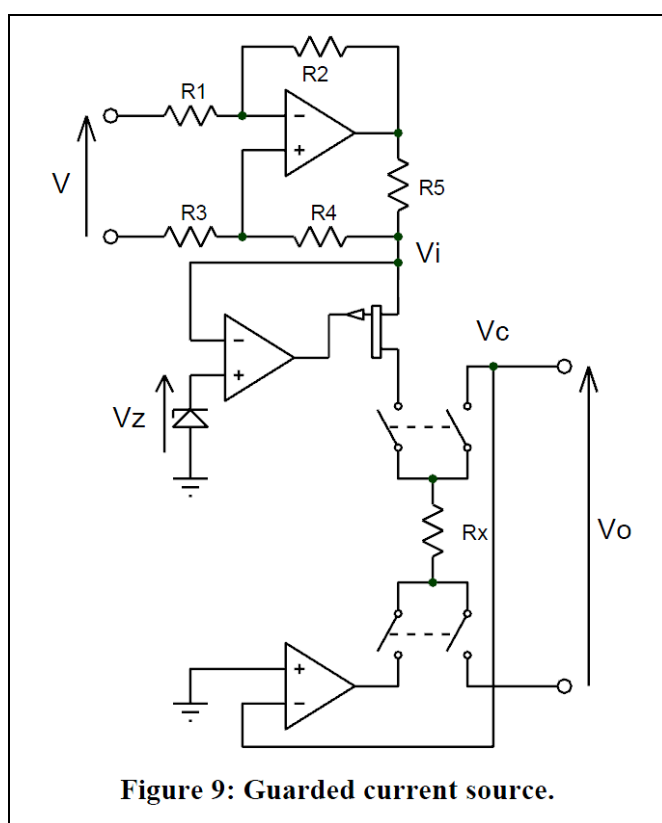 R2
R1
−
+
V
R5
R3
R4
Vi
−
+
Vc
Vz
Rx
Vo
+
−
Figure 9: Guarded current source.